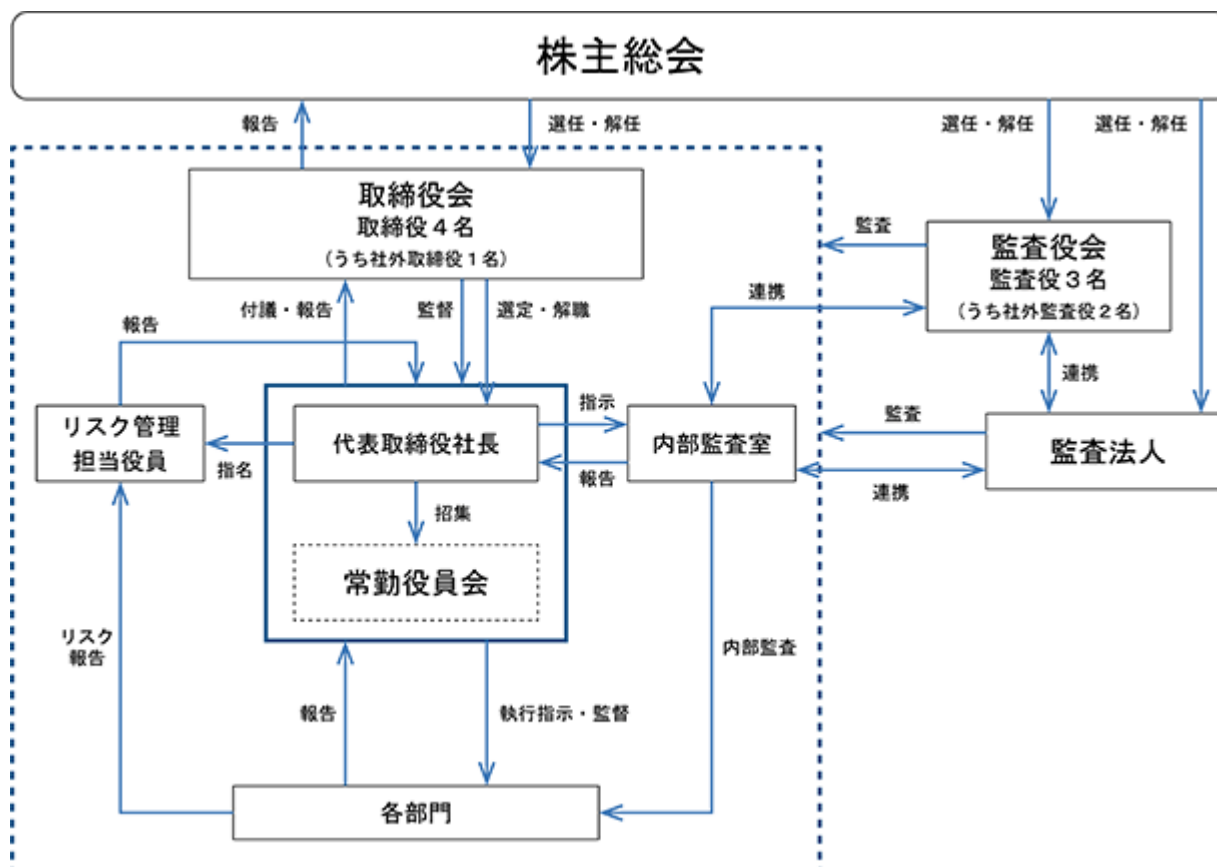 株主総会
報告
選任・解任
選任・解任
選任・解任
取締役会
取締役４名
（うち社外取締役１名）
監査
監査役会
監査役３名
（うち社外監査役２名）
連携
付議・報告
監督
選定・解職
報告
連携
リスク管理
担当役員
指名
代表取締役社長
指示
報告
内部監査室
監査
連携
監査法人
招集
常勤役員会
リスク
報告
内部監査
報告
執行指示・監督
各部門